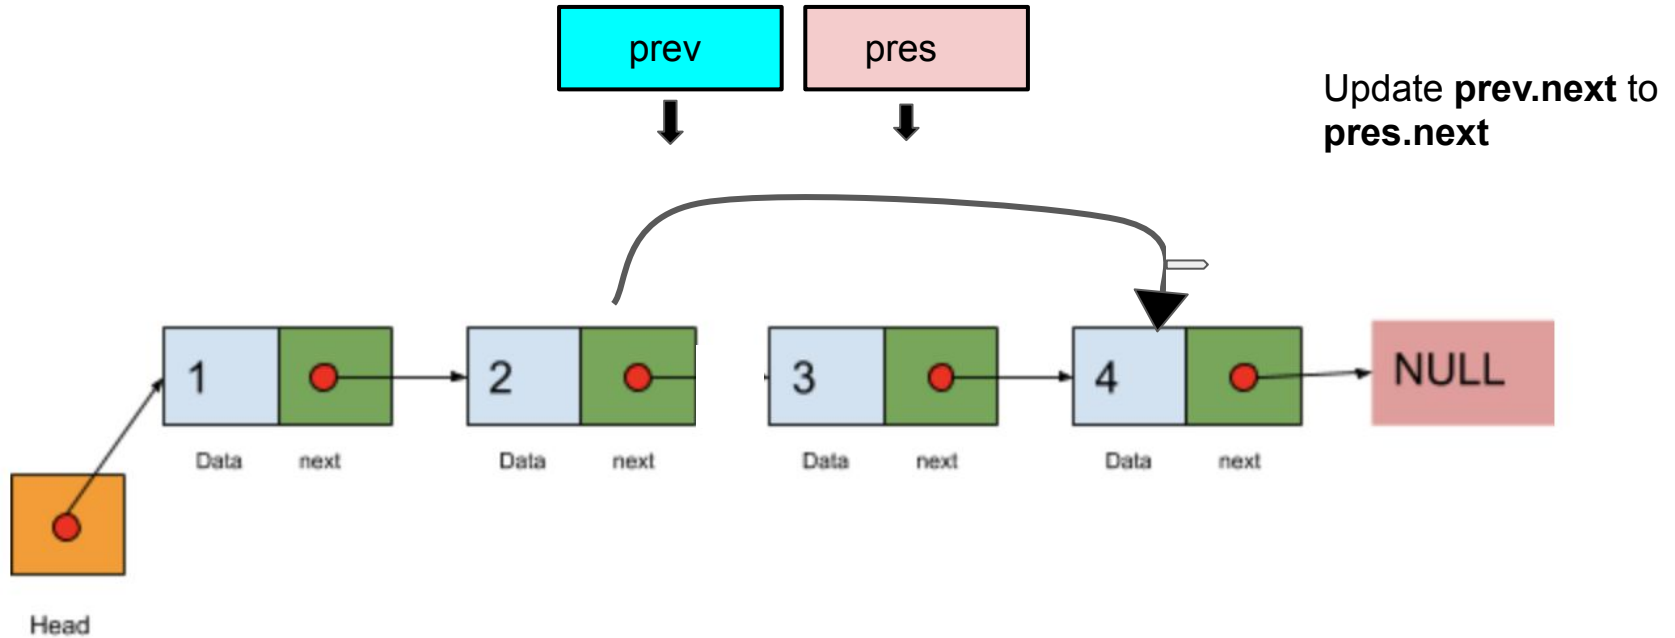 prev
pres
Update prev.next to
pres.next
1
2
3
4
NULL
Data
next
Data
next
Data
next
Data
next
Head